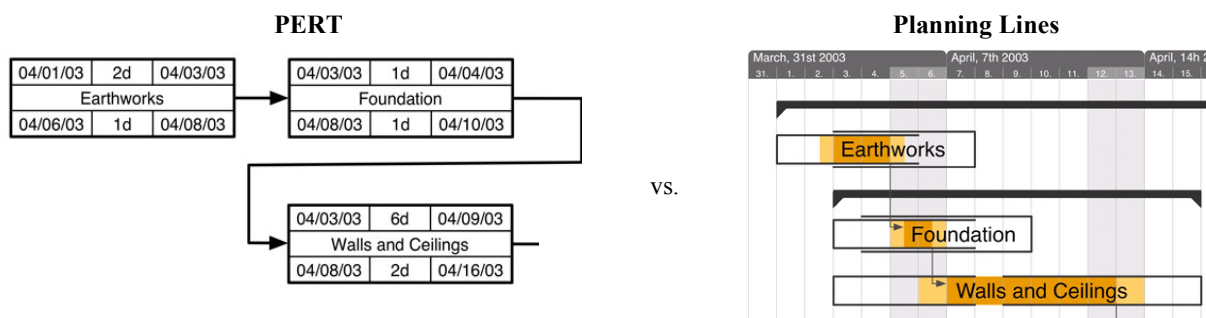 PERT
04/01/03 2d 04/03/03
Earthworks
04/06/03 1d 04/08/03
04/03/03 1d 04/04/03
Foundation
04/08/03 1d 04/10/03
04/03/03 6d 04/09/03
Walls and Ceilings
04/08/03 2d 04/16/03
vs.
Planning Lines
March, 31st 2003 April, 7th 2003 April, 14h 2
31. 1. 2. 3. 4. 5. 6. 7. 8. 9. 10. 11. 12. 13. 14. 15.
Earthworks
Foundation
Walls and Ceilings